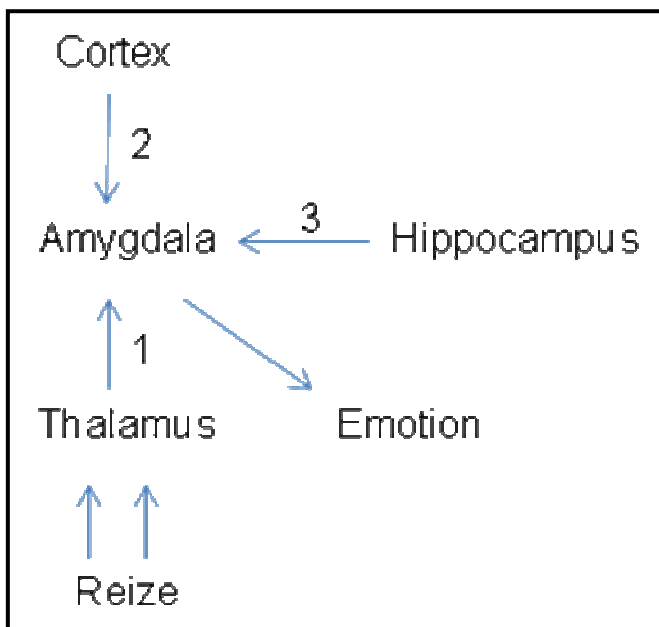 Cortex
2
Amygdala
3
Hippocampus
1
Thalamus
Emotion
Reize